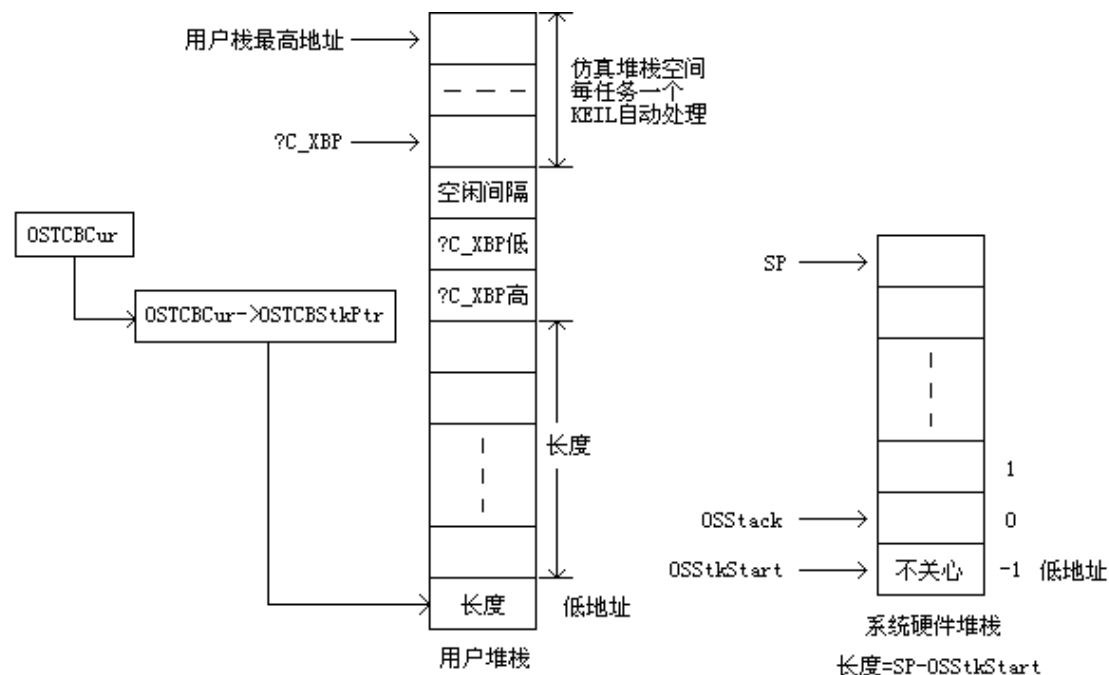 用户栈最高地址
仿真堆栈空间
每任务一个
KEIL自动处理
?C_XBP
空闲间隔
?C_XBP低
?C_XBP高
OSTCBCur
OSTCBCur->OSTCBStkPtr
长度
长度
低地址
用户堆栈
SP
1
OSStack
0
OSStkStart
不关心
-1 低地址
系统硬件堆栈
长度=SP-OSStkStart